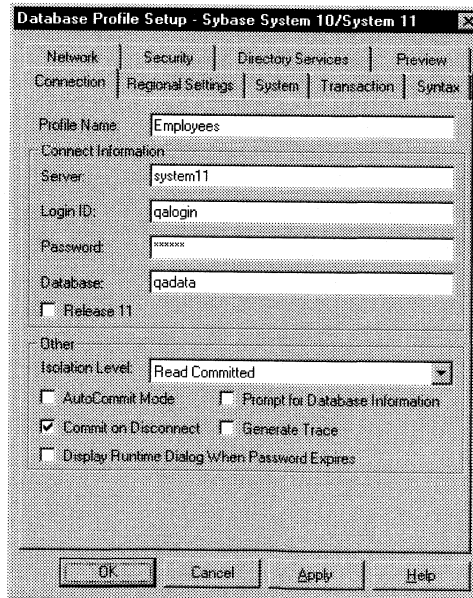 Database Profile Setup - Sybase System 10/System 11
Network Security Directory Services Preview
Connection Regional Settings System Transaction Syntax
Profile Name: Employees
Connect Information
Server: system11
Login ID: qalogin
Password: ××××××
Database: qadata
Release 11
Other
Isolation Level: Read Committed
AutoCommit Mode Prompt for Database Information
Commit on Disconnect Generate Trace
Display Runtime Dialog When Password Expires
OK Cancel Apply Help